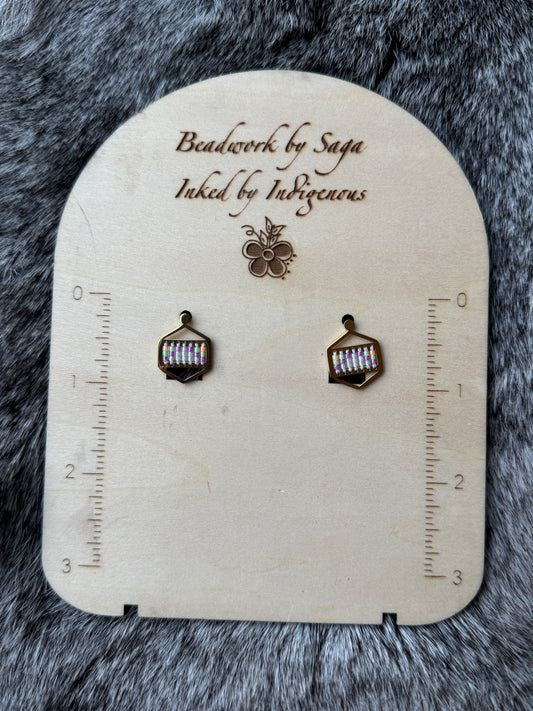 Beadwork by Saga
Inked by Indigenous
0 0
1 1
2 2
3 3